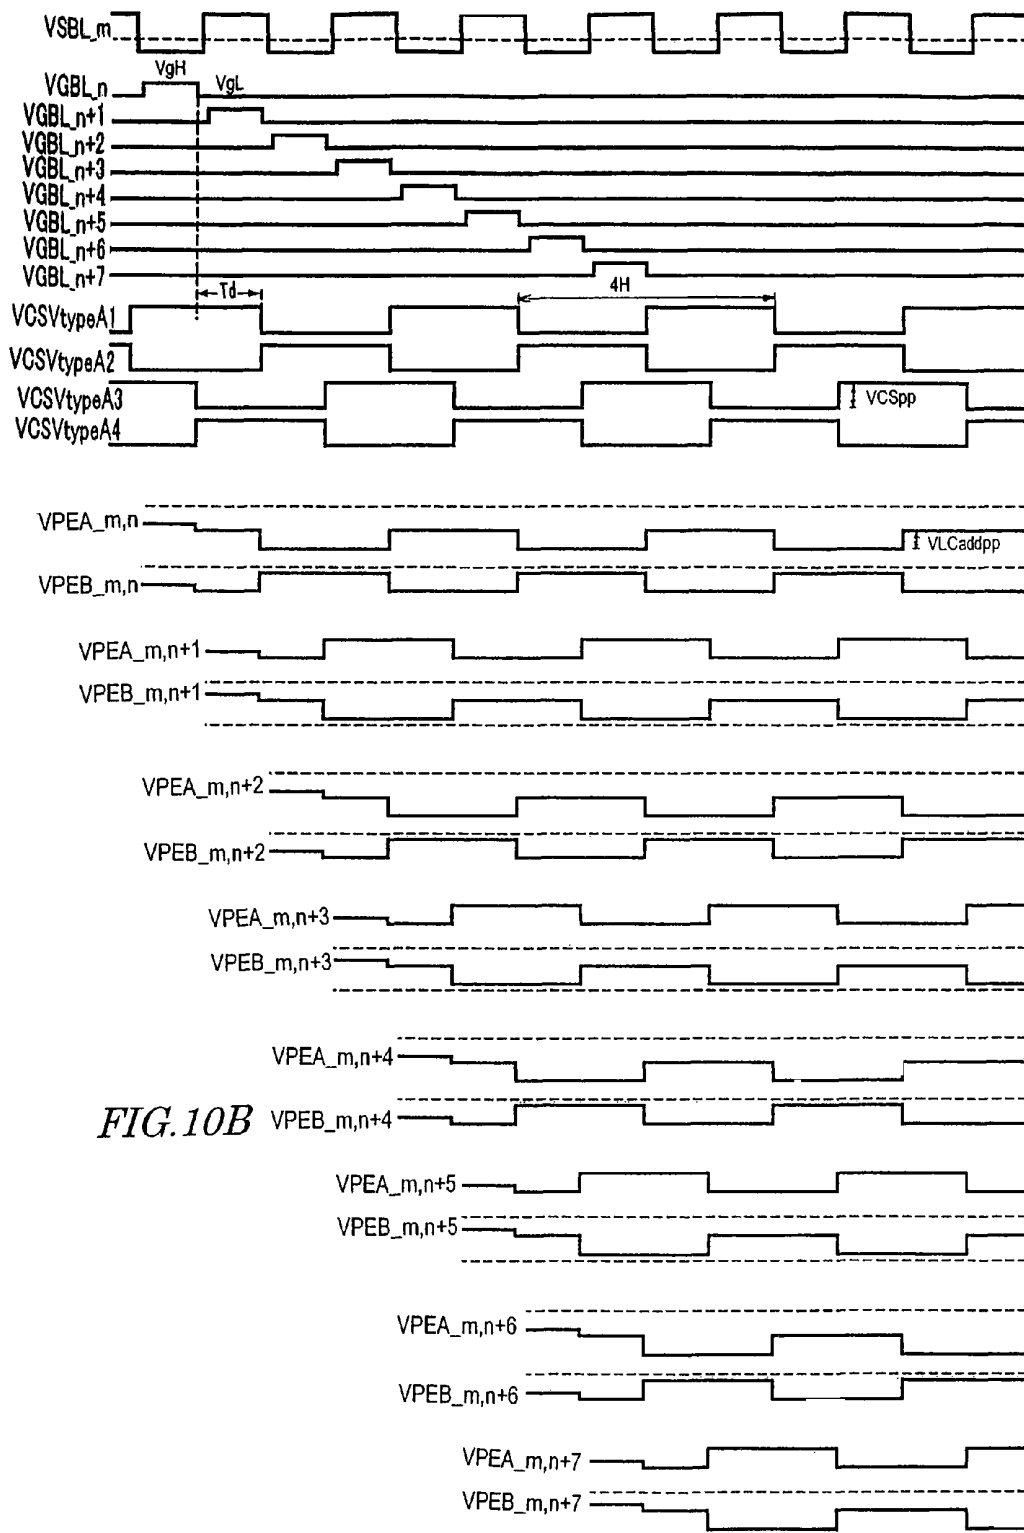 VSBL_m
VgH
VGBL_n
VgL
VGBL_n+1
VGBL_n+2
VGBL_n+3
VGBL_n+4
VGBL_n+5
VGBL_n+6
VGBL_n+7
Td
4H
VCSVtypeA1
VCSVtypeA2
VCSVtypeA3
VCSpp
VCSVtypeA4
VPEA_m,n
VLCaddpp
VPEB_m,n
VPEA_m,n+1
VPEB_m,n+1
VPEA_m,n+2
VPEB_m,n+2
VPEA_m,n+3
VPEB_m,n+3
VPEA_m,n+4
FIG.10B
VPEB_m,n+4
VPEA_m,n+5
VPEB_m,n+5
VPEA_m,n+6
VPEB_m,n+6
VPEA_m,n+7
VPEB_m,n+7